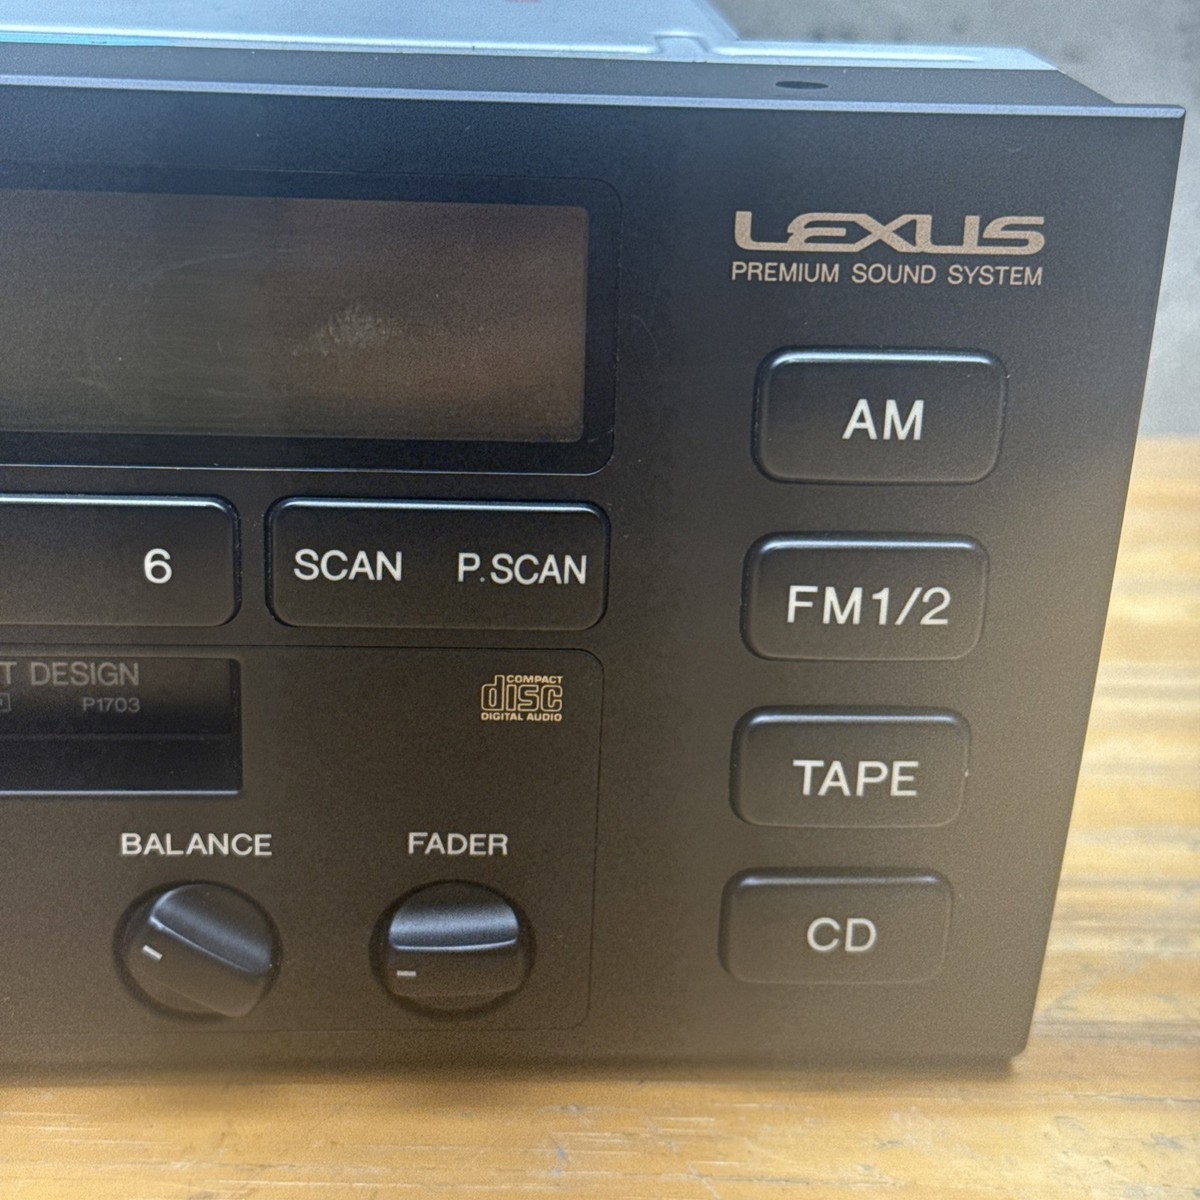 LEXUS
PREMIUM SOUND SYSTEM
AM
6
SCAN P.SCAN
FM1/2
T DESIGN
P1703
COMPACT
disc
DIGITAL AUDIO
TAPE
BALANCE FADER
CD